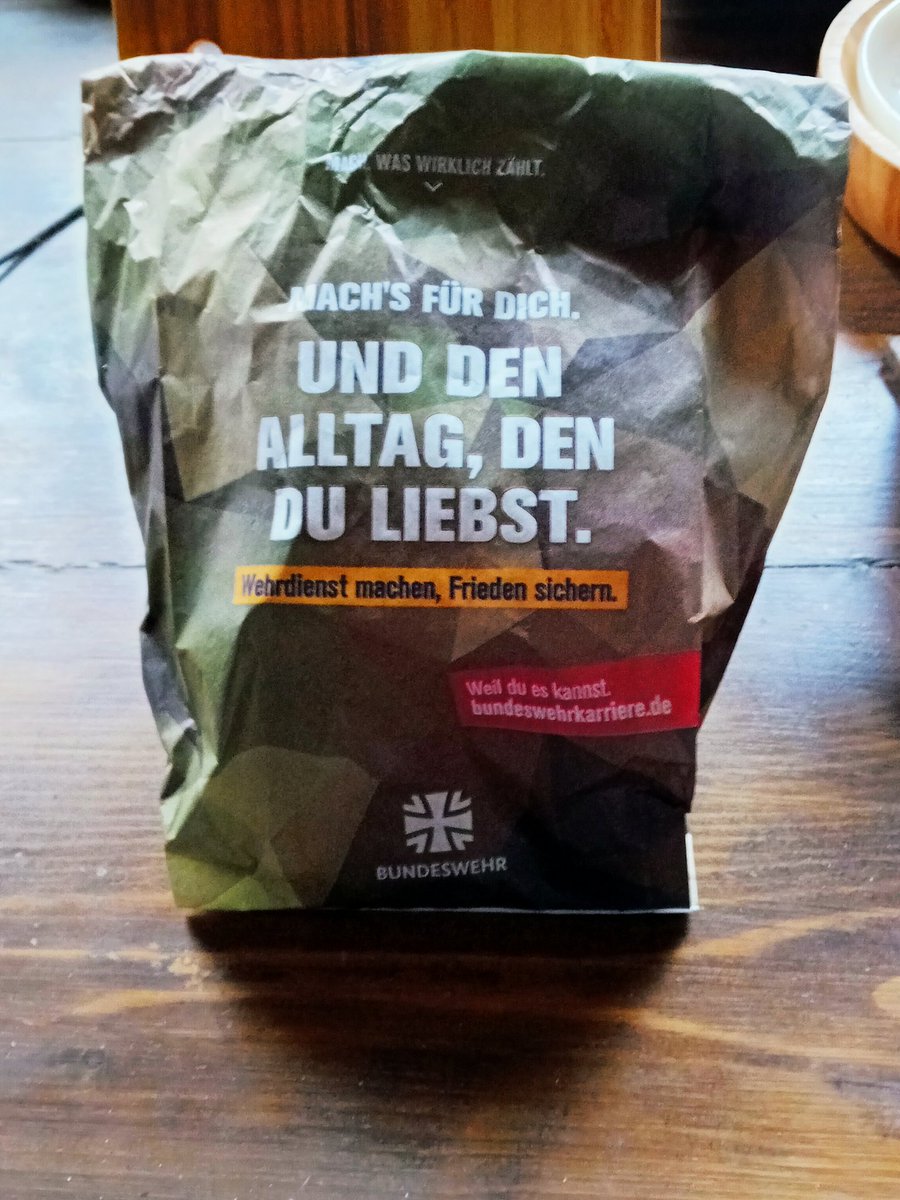 MACH, WAS WIRKLICH ZÄHLT.
MACH'S FÜR DICH.
UND DEN
ALLTAG, DEN
DU LIEBST.
Wehrdienst machen, Frieden sichern.
Weil du es kannst.
bundeswehrkarriere.de
BUNDESWEHR